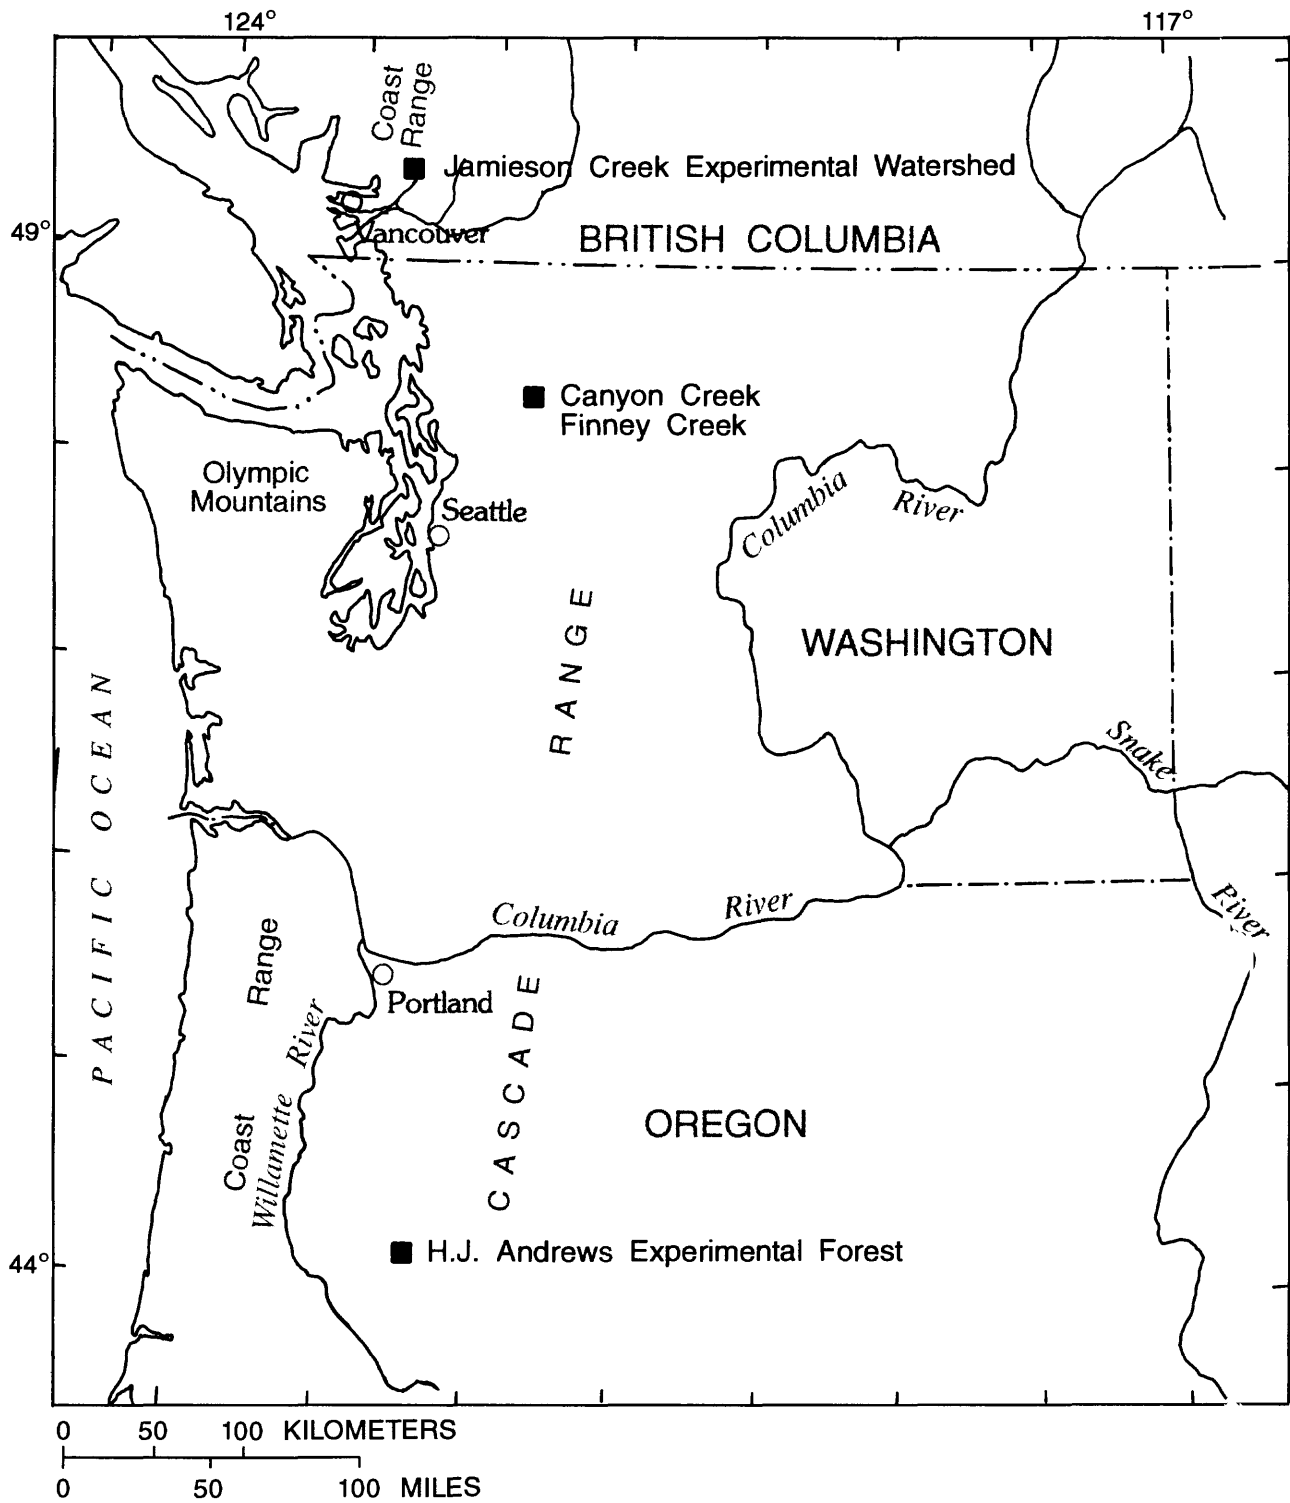 124° 117°
Coast
Range
Jamieson Creek Experimental Watershed
49°
Vancouver
BRITISH COLUMBIA
Canyon Creek
Finney Creek
Olympic
Mountains
Columbia
River
Seattle
RANGE
WASHINGTON
PACIFIC OCEAN
Snake
River
Columbia River
Range
Coast
Portland
Willamette River
CASCADE
OREGON
44°
H.J. Andrews Experimental Forest
0 50 100 KILOMETERS
0 50 100 MILES